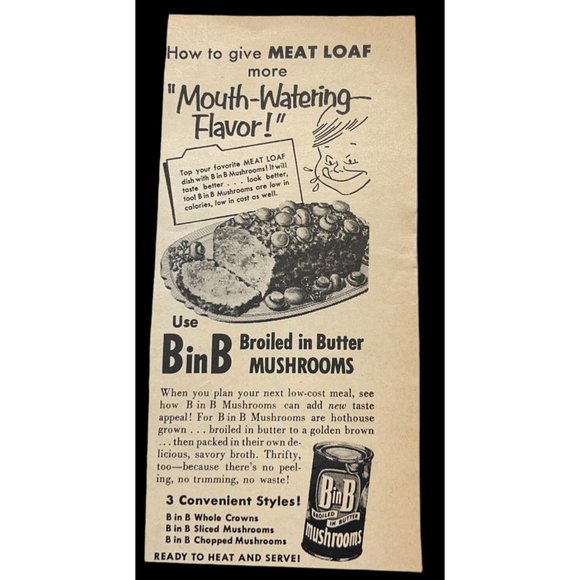 How to give MEAT LOAF
more
"Mouth-Watering
Flavor!"
Top your favorite MEAT LOAF
dish with B in B Mushrooms! It will
taste better . . . look better,
too! B in B Mushrooms are low in
calories, low in cost as well.
Use
BinB Broiled in Butter
MUSHROOMS
When you plan your next low-cost meal, see
how B in B Mushrooms can add new taste
appeal! For B in B Mushrooms are hothouse
grown . . . broiled in butter to a golden brown
. . . then packed in their own de-
licious, savory broth. Thrifty,
too—because there's no peel-
ing, no trimming, no waste!
3 Convenient Styles!
B in B Whole Crowns
B in B Sliced Mushrooms
B in B Chopped Mushrooms
READY TO HEAT AND SERVE!
BinB
BROILED
IN BUTTER
mushrooms